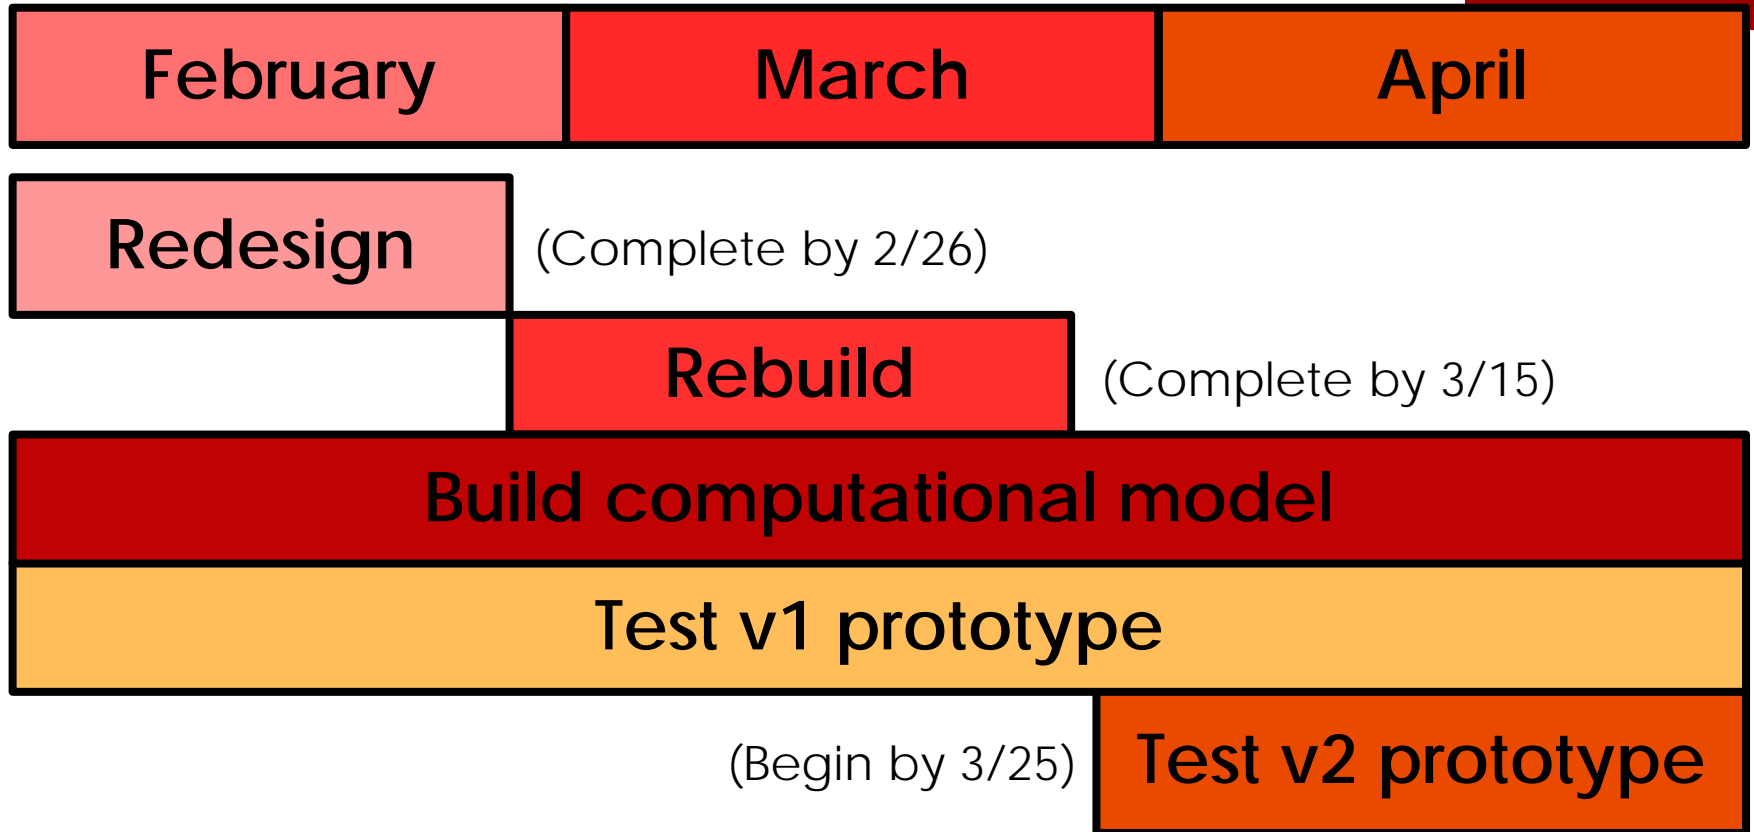 February March April
Redesign (Complete by 2/26)
Rebuild (Complete by 3/15)
Build computational model
Test v1 prototype
(Begin by 3/25) Test v2 prototype